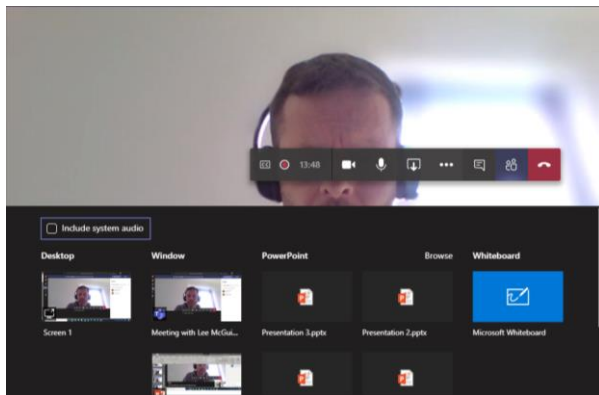 CC 13:48
Include system audio
Desktop Window PowerPoint Browse Whiteboard
Screen 1 Meeting with Lee McGui... Presentation 3.pptx Presentation 2.pptx Microsoft Whiteboard